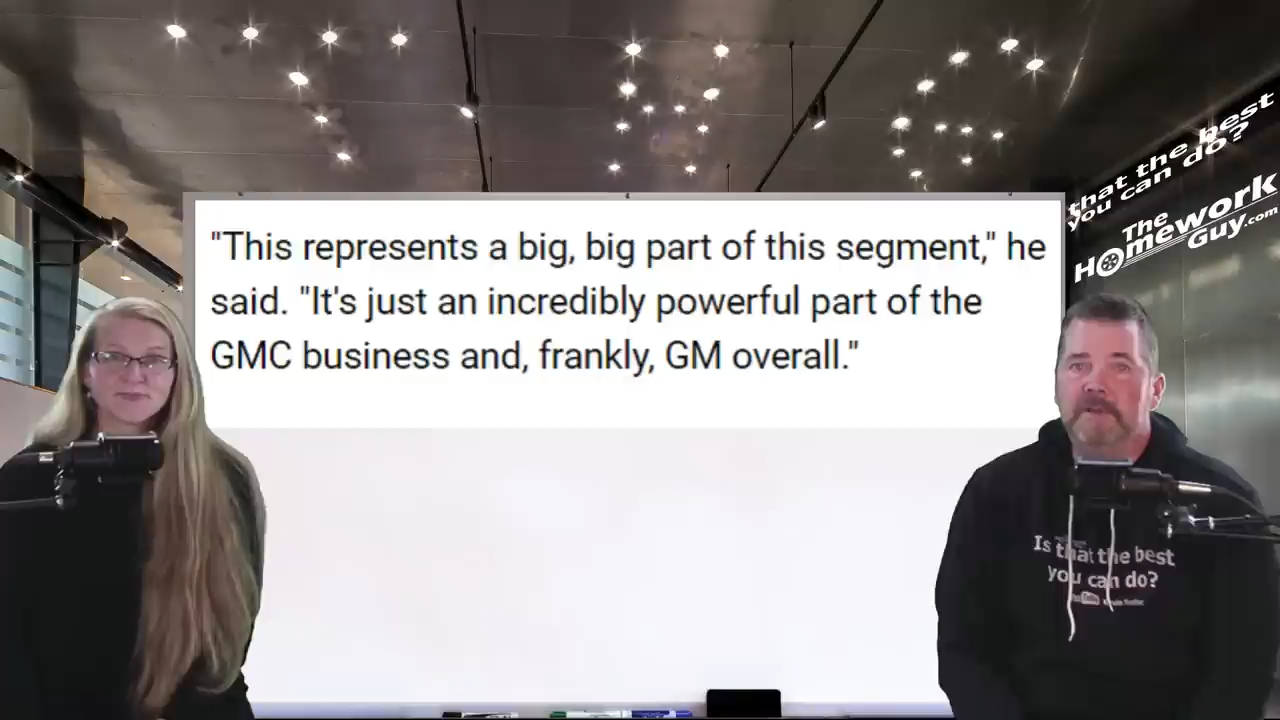 "This represents a big, big part of this segment," he
said. "It's just an incredibly powerful part of the
GMC business and, frankly, GM overall."
that the best
you can do?
The
Homework
Guy.com
Is that the best
you can do?